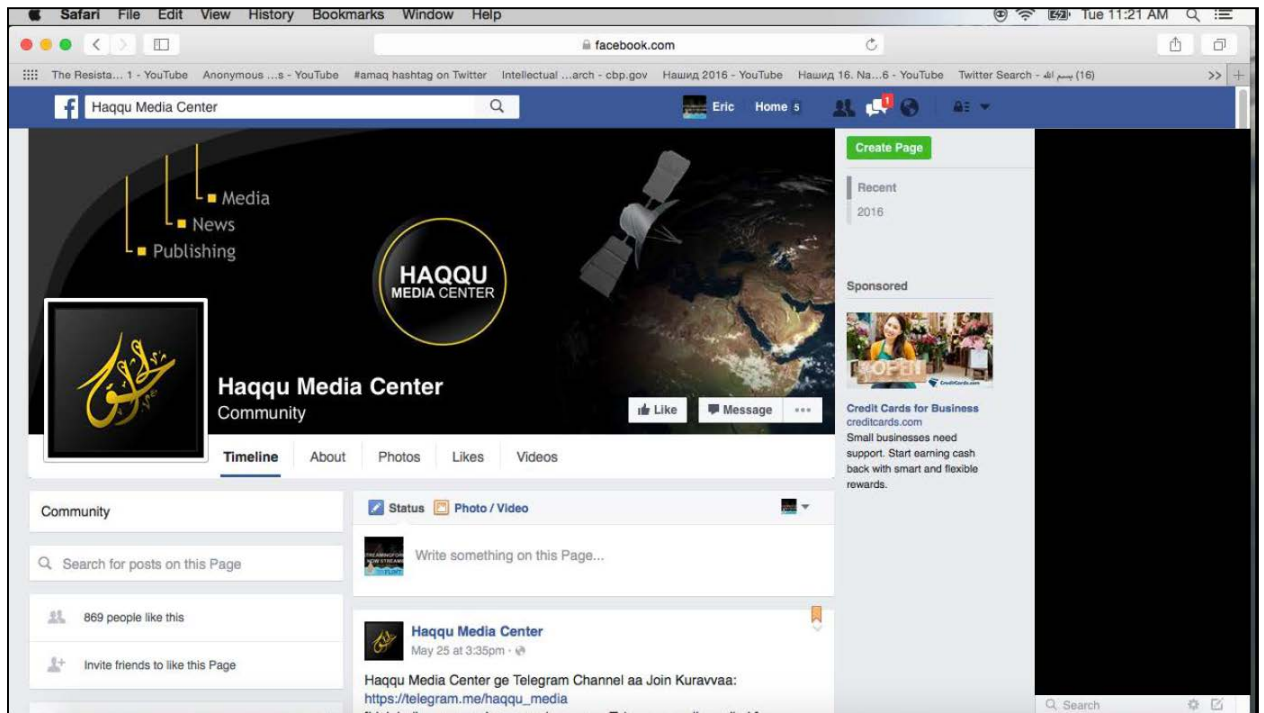 Safari File Edit View History Bookmarks Window Help Tue 11:21 AM
facebook.com
The Resista... 1 - YouTube Anonymous ...s - YouTube #amaq hashtag on Twitter Intellectual ...arch - cbp.gov Нашид 2016 - YouTube Нашид 16. Na...6 - YouTube Twitter Search - بسم الله (16) >> +
f Haqqu Media Center Eric Home 5 1
Media
News
Publishing
HAQQU
MEDIA CENTER
الحق
Haqqu Media Center
Community
Like Message ...
Timeline About Photos Likes Videos
Create Page
Recent
2016
Sponsored
OPEN
CreditCards.com
Credit Cards for Business
creditcards.com
Small businesses need
support. Start earning cash
back with smart and flexible
rewards.
Community
Search for posts on this Page
869 people like this
Invite friends to like this Page
Status Photo / Video
Write something on this Page...
Haqqu Media Center
May 25 at 3:35pm ·
Haqqu Media Center ge Telegram Channel aa Join Kuravvaa:
https://telegram.me/haqqu_media
Search